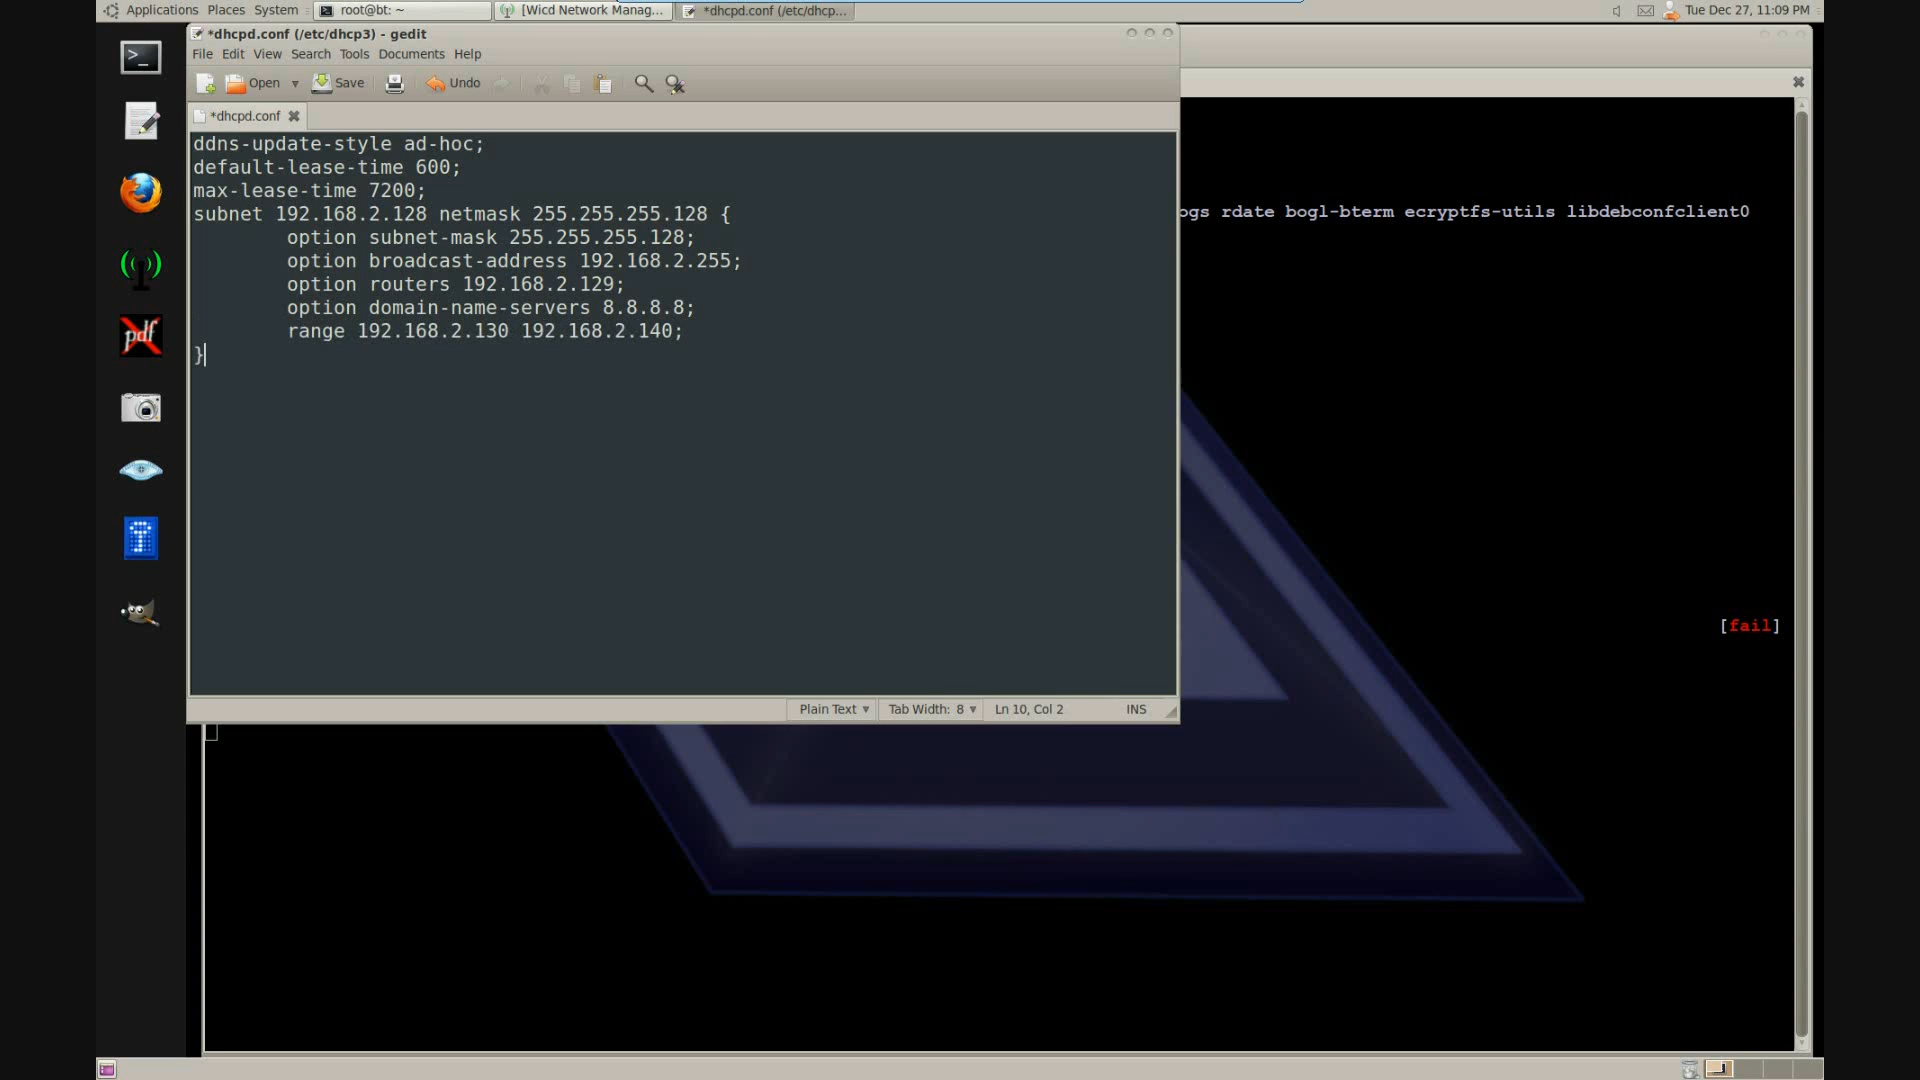 Applications Places System root@bt: ~ [Wicd Network Manag... *dhcpd.conf (/etc/dhcp... Tue Dec 27, 11:09 PM
*dhcpd.conf (/etc/dhcp3) - gedit
File Edit View Search Tools Documents Help
Open Save Undo
*dhcpd.conf
ddns-update-style ad-hoc;
default-lease-time 600;
max-lease-time 7200;
subnet 192.168.2.128 netmask 255.255.255.128 {
option subnet-mask 255.255.255.128;
option broadcast-address 192.168.2.255;
option routers 192.168.2.129;
option domain-name-servers 8.8.8.8;
range 192.168.2.130 192.168.2.140;
}
Plain Text Tab Width: 8 Ln 10, Col 2 INS
ogs rdate bogl-bterm ecryptfs-utils libdebconfclient0
[fail]
pdf